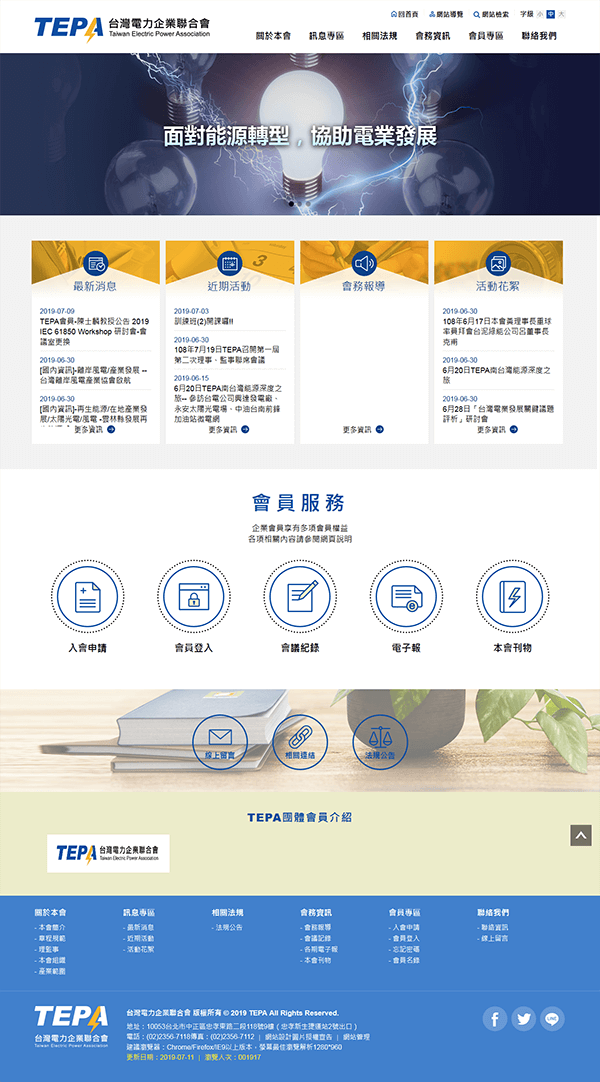 TEPA 台灣電力企業聯合會
Taiwan Electric Power Association
回首頁 網站導覽 網站檢索 字級 小 中 大
關於本會 訊息專區 相關法規 會務資訊 會員專區 聯絡我們
面對能源轉型，協助電業發展
最新消息
2019-07-09
TEPA會員-陳士麟教授公告 2019
IEC 61850 Workshop 研討會-會
議室更換
2019-06-30
[國內資訊]-離岸風電/產業發展 --
台灣離岸風電產業協會啟航
2019-06-30
[國內資訊]-再生能源/在地產業發
展/太陽光電/風電 -雲林縣發展再
更多資訊
近期活動
2019-07-03
訓練班(2)開課囉!!
2019-06-30
108年7月19日TEPA召開第一屆
第二次理事、監事聯席會議
2019-06-15
6月20日TEPA南台灣能源深度之
旅-- 參訪台電公司興達發電廠、
永安太陽光電場、中油台南前鋒
加油站微電網
更多資訊
會務報導
更多資訊
活動花絮
2019-06-30
108年6月17日本會黃理事長重球
率員拜會台泥綠能公司呂董事長
克甫
2019-06-30
6月20日TEPA南台灣能源深度之
旅
2019-06-30
6月28日「台灣電業發展關鍵議題
評析」研討會
更多資訊
會員服務
企業會員享有多項會員權益
各項相關內容請參閱網頁說明
入會申請 會員登入 會議紀錄 電子報 本會刊物
線上留言 相關連結 法規公告
TEPA團體會員介紹
TEPA 台灣電力企業聯合會
Taiwan Electric Power Association
關於本會 訊息專區 相關法規 會務資訊 會員專區 聯絡我們
- 本會簡介 - 最新消息 - 法規公告 - 會務報導 - 入會申請 - 聯絡資訊
- 章程規範 - 近期活動 - 會議記錄 - 會員登入 - 線上留言
- 理監事 - 活動花絮 - 各期電子報 - 忘記密碼
- 本會組織 - 本會刊物 - 會員名錄
- 產業範圍
TEPA
台灣電力企業聯合會
Taiwan Electric Power Association
台灣電力企業聯合會 版權所有 © 2019 TEPA All Rights Reserved.
地址：10053台北市中正區忠孝東路二段118號9樓（忠孝新生捷運站2號出口）
電話：(02)2356-7118傳真：(02)2356-7112 | 網站設計圖片授權宣告 | 網站管理
建議瀏覽器：Chrome/Firefox/IE9以上版本，螢幕最佳瀏覽解析1280*960
更新日期：2019-07-11 | 瀏覽人次：001917
LINE